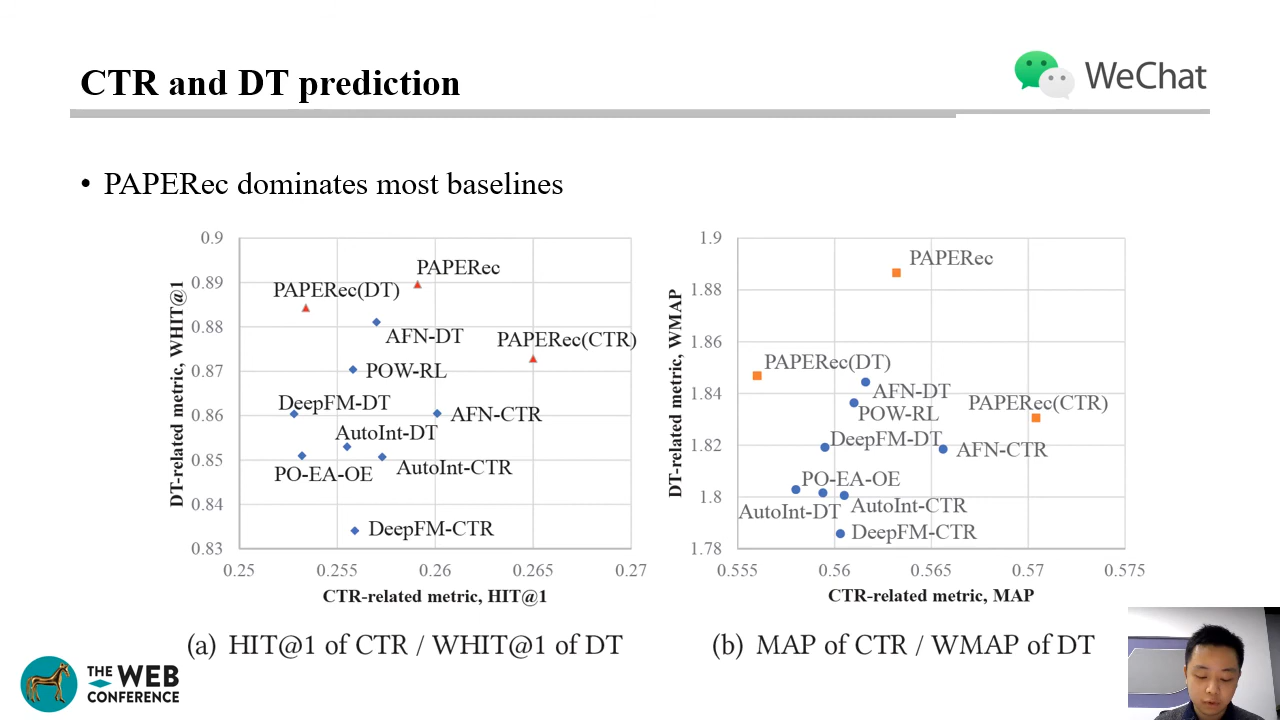 CTR and DT prediction
WeChat
• PAPERec dominates most baselines
0.9
0.89
0.88
0.87
0.86
0.85
0.84
0.83
DT-related metric, WHIT@1
PAPERec
PAPERec(DT)
AFN-DT
PAPERec(CTR)
POW-RL
DeepFM-DT
AFN-CTR
AutoInt-DT
PO-EA-OE
AutoInt-CTR
DeepFM-CTR
0.25
0.255
0.26
0.265
0.27
CTR-related metric, HIT@1
(a) HIT@1 of CTR / WHIT@1 of DT
1.9
1.88
1.86
1.84
1.82
1.8
1.78
DT-related metric, WMAP
PAPERec
PAPERec(DT)
AFN-DT
PAPERec(CTR)
POW-RL
DeepFM-DT
AFN-CTR
PO-EA-OE
AutoInt-DT
AutoInt-CTR
DeepFM-CTR
0.555
0.56
0.565
0.57
0.575
CTR-related metric, MAP
(b) MAP of CTR / WMAP of DT
THE WEB
CONFERENCE